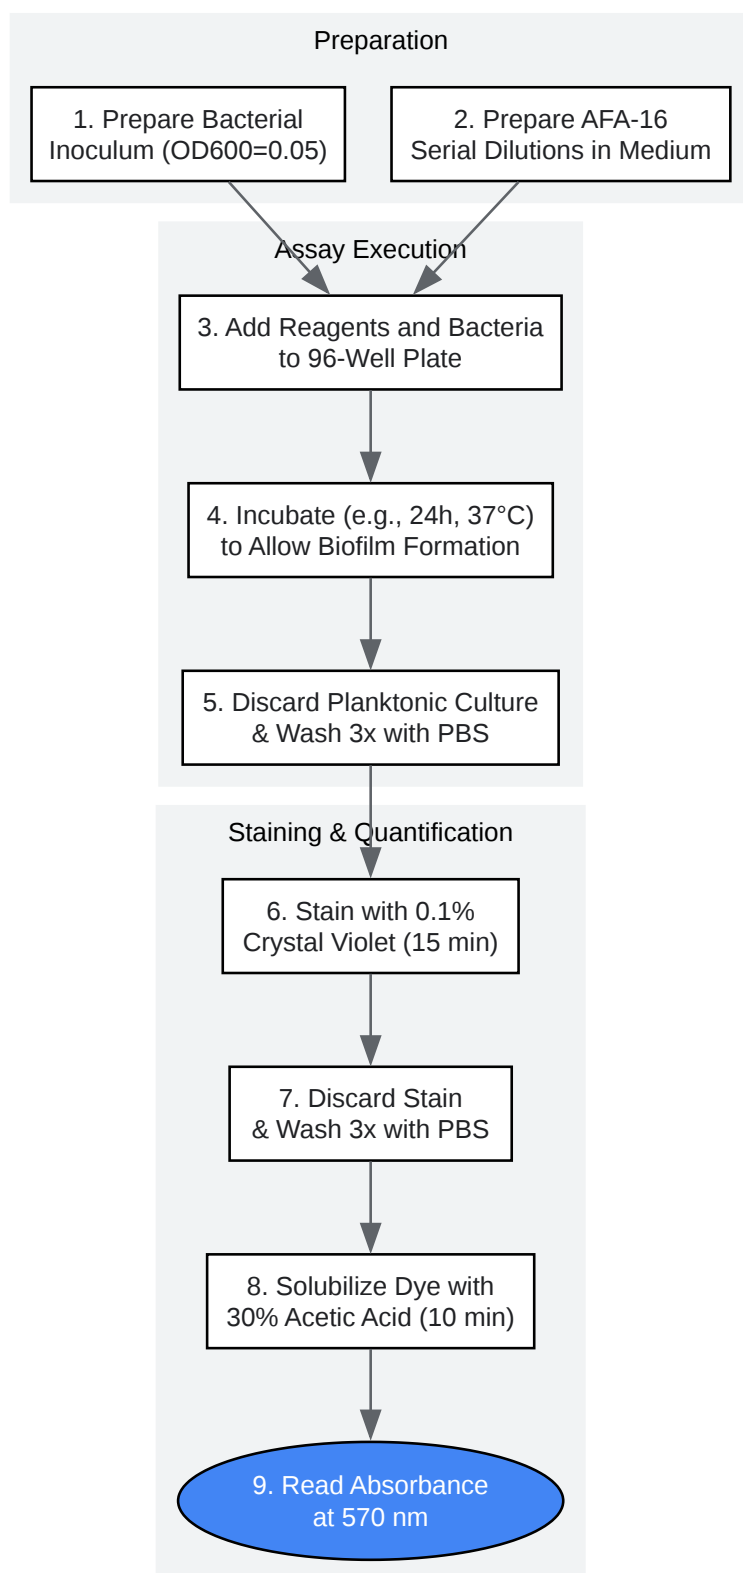 Preparation
1. Prepare Bacterial
Inoculum (OD600=0.05)
2. Prepare AFA-16
Serial Dilutions in Medium
Assay Execution
3. Add Reagents and Bacteria
to 96-Well Plate
4. Incubate (e.g., 24h, 37°C)
to Allow Biofilm Formation
5. Discard Planktonic Culture
& Wash 3x with PBS
Staining & Quantification
6. Stain with 0.1%
Crystal Violet (15 min)
7. Discard Stain
& Wash 3x with PBS
8. Solubilize Dye with
30% Acetic Acid (10 min)
9. Read Absorbance
at 570 nm